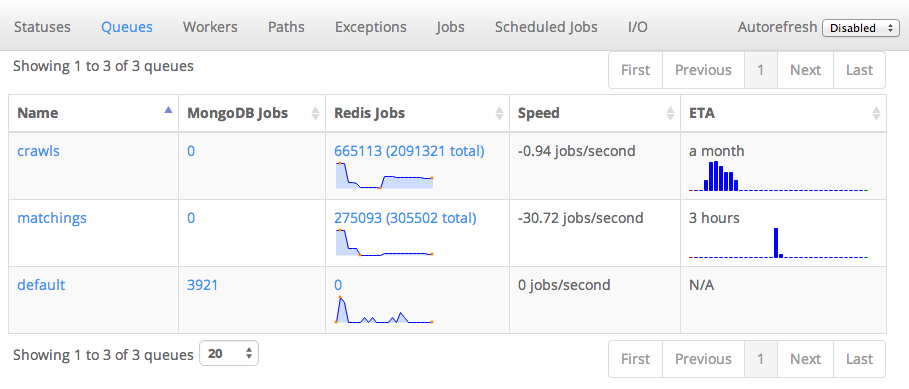 Statuses Queues Workers Paths Exceptions Jobs Scheduled Jobs I/O Autorefresh Disabled
Showing 1 to 3 of 3 queues First Previous 1 Next Last
Name MongoDB Jobs Redis Jobs Speed ETA
crawls 0 665113 (2091321 total) -0.94 jobs/second a month
matchings 0 275093 (305502 total) -30.72 jobs/second 3 hours
default 3921 0 0 jobs/second N/A
Showing 1 to 3 of 3 queues 20 First Previous 1 Next Last